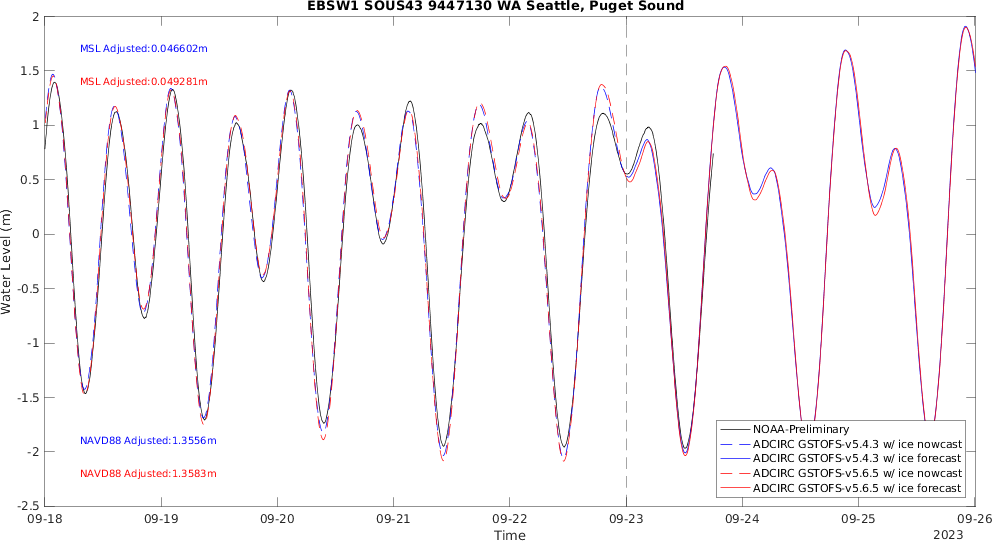 EBSW1 SOUS43 9447130 WA Seattle, Puget Sound
2
1.5
1
0.5
0
-0.5
-1
-1.5
-2
-2.5
Water Level (m)
MSL Adjusted:0.046602m
MSL Adjusted:0.049281m
NAVD88 Adjusted:1.3556m
NAVD88 Adjusted:1.3583m
NOAA-Preliminary
ADCIRC GSTOFS-v5.4.3 w/ ice nowcast
ADCIRC GSTOFS-v5.4.3 w/ ice forecast
ADCIRC GSTOFS-v5.6.5 w/ ice nowcast
ADCIRC GSTOFS-v5.6.5 w/ ice forecast
09-18 09-19 09-20 09-21 09-22 09-23 09-24 09-25 09-26
Time
2023